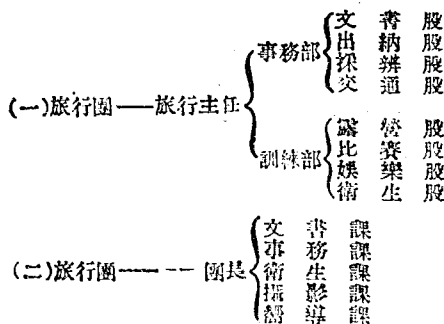 文書股
出納股
事務部
採辦股
交通股
(一)旅行團——旅行主任
露營股
比賽股
訓練部
娛樂股
衛生股
文書課
事務課
(二)旅行團——團長
衛生課
攝影課
嚮導課